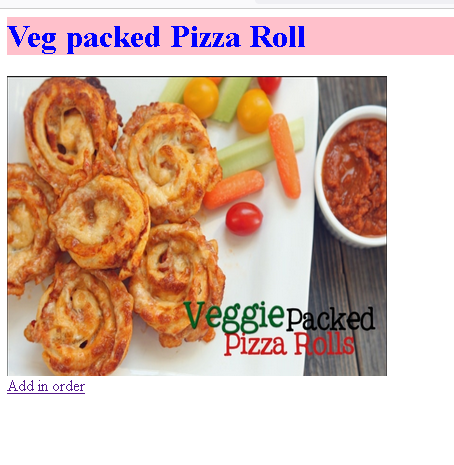 Veg packed Pizza Roll
Veggie Packed
Pizza Rolls
Add in order